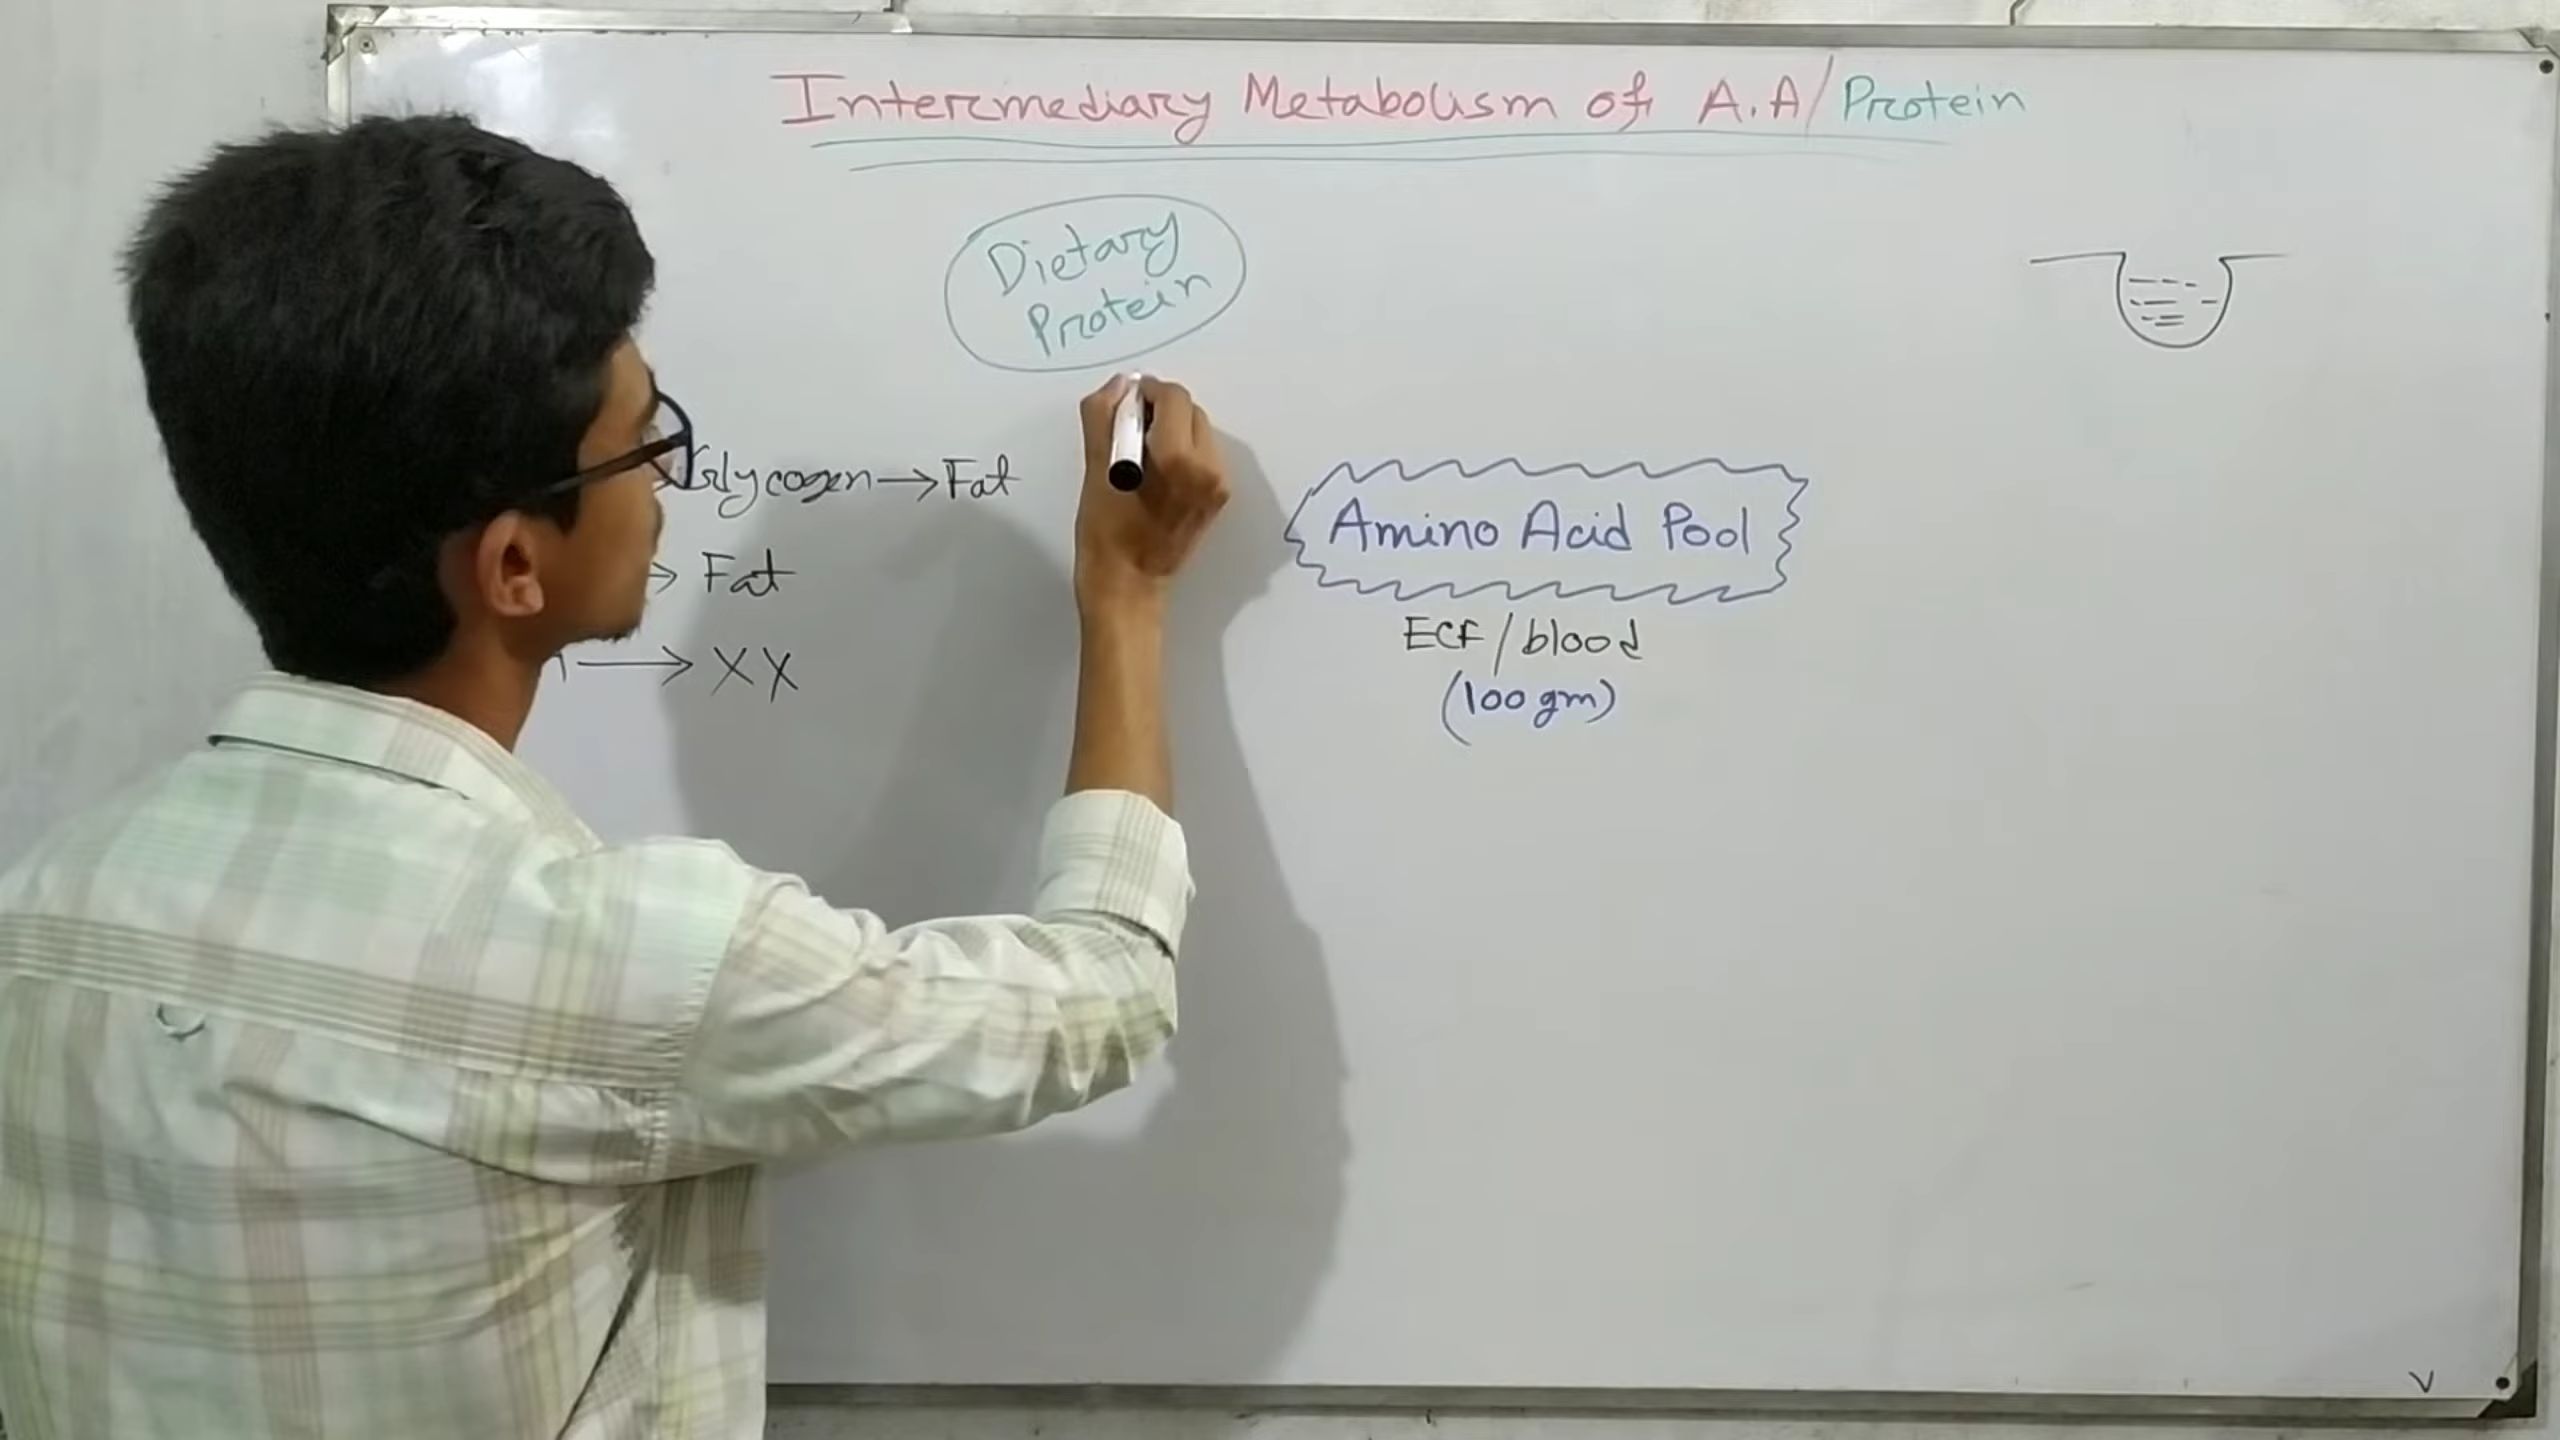 Intermediary Metabolism of A.A/Protein
Dietary
Protein
Glycogen → Fat
→ Fat
→ XX
Amino Acid Pool
ECF/blood
(100 gm)